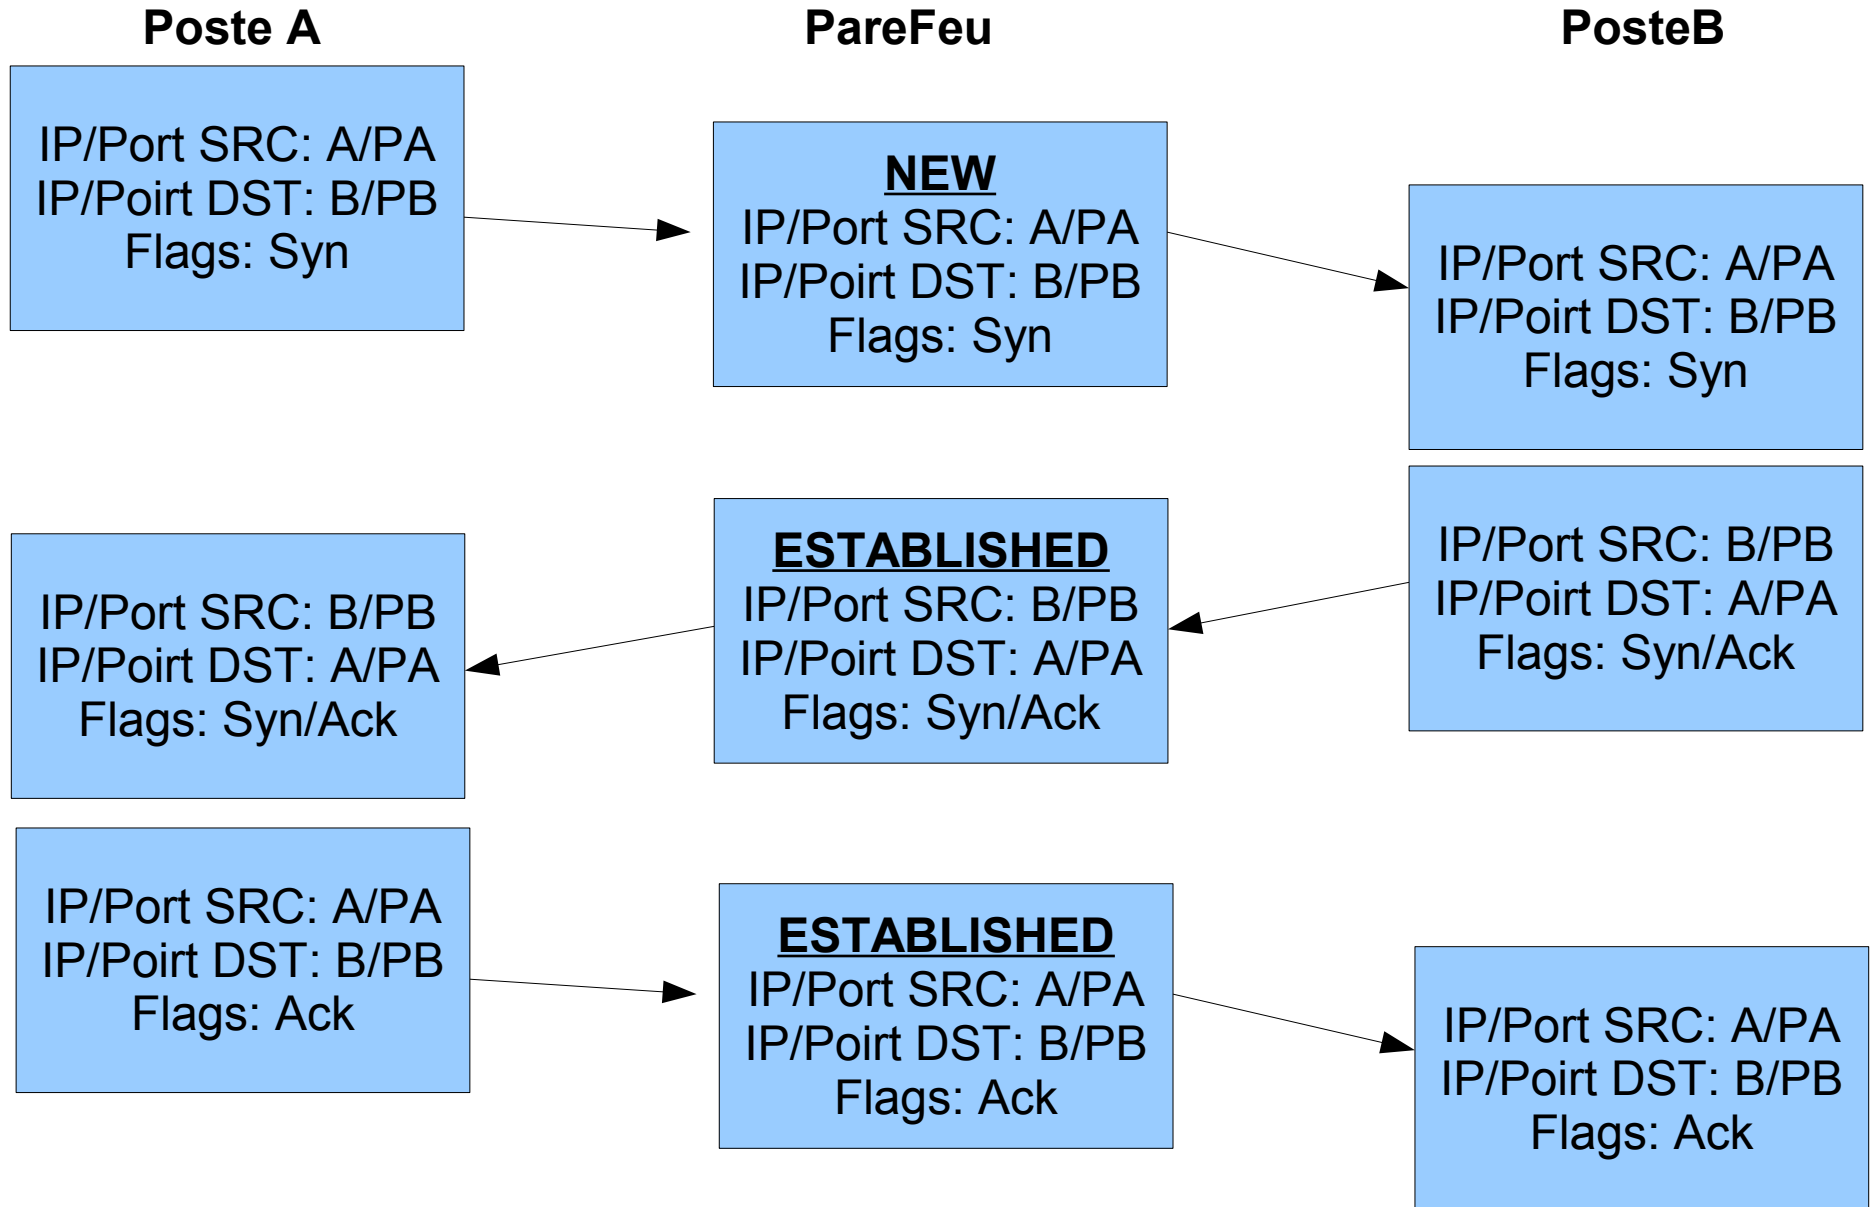 Poste A
PareFeu
PosteB
IP/Port SRC: A/PA
IP/Poirt DST: B/PB
Flags: Syn
NEW
IP/Port SRC: A/PA
IP/Poirt DST: B/PB
Flags: Syn
IP/Port SRC: A/PA
IP/Poirt DST: B/PB
Flags: Syn
IP/Port SRC: B/PB
IP/Poirt DST: A/PA
Flags: Syn/Ack
ESTABLISHED
IP/Port SRC: B/PB
IP/Poirt DST: A/PA
Flags: Syn/Ack
IP/Port SRC: B/PB
IP/Poirt DST: A/PA
Flags: Syn/Ack
IP/Port SRC: A/PA
IP/Poirt DST: B/PB
Flags: Ack
ESTABLISHED
IP/Port SRC: A/PA
IP/Poirt DST: B/PB
Flags: Ack
IP/Port SRC: A/PA
IP/Poirt DST: B/PB
Flags: Ack